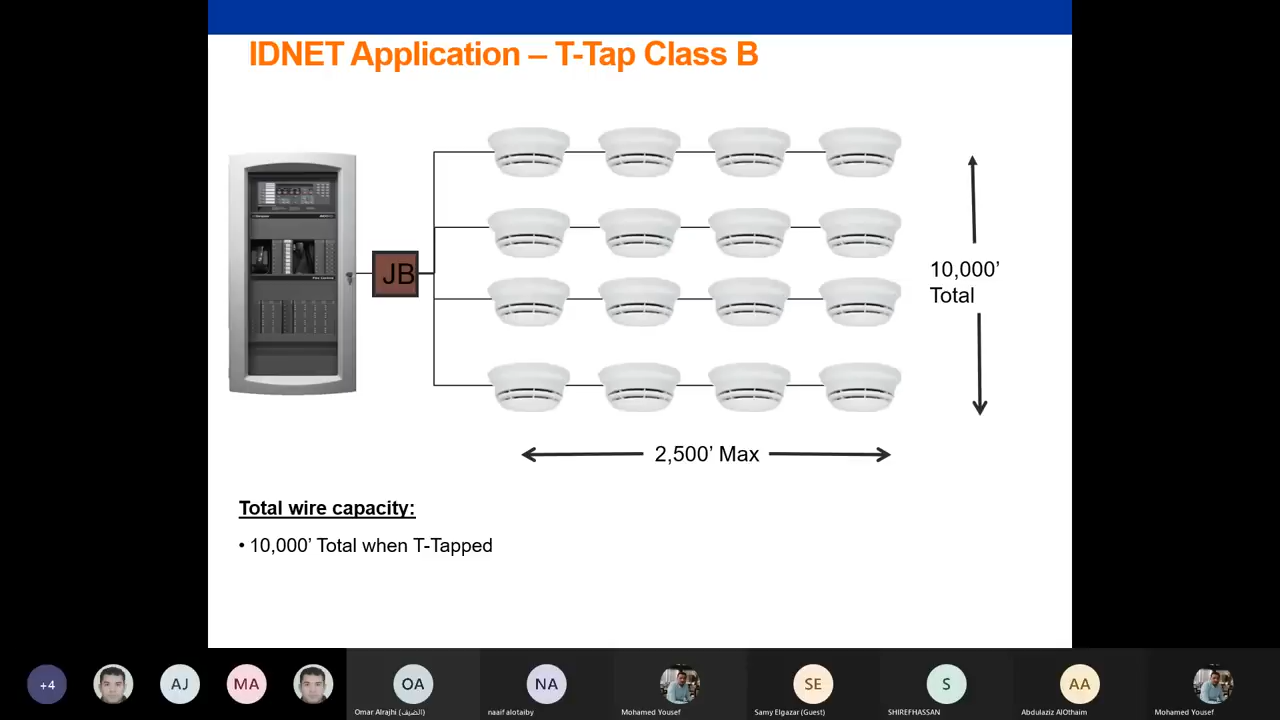 IDNET Application – T-Tap Class B
JB
10,000’
Total
2,500’ Max
Total wire capacity:
• 10,000’ Total when T-Tapped
+4
AJ
MA
OA
NA
SE
S
AA
Omar Alrajhi (الضيف)
naaif alotaiby
Mohamed Yousef
Samy Elgazar (Guest)
SHIREFHASSAN
Abdulaziz AlOthaim
Mohamed Yousef